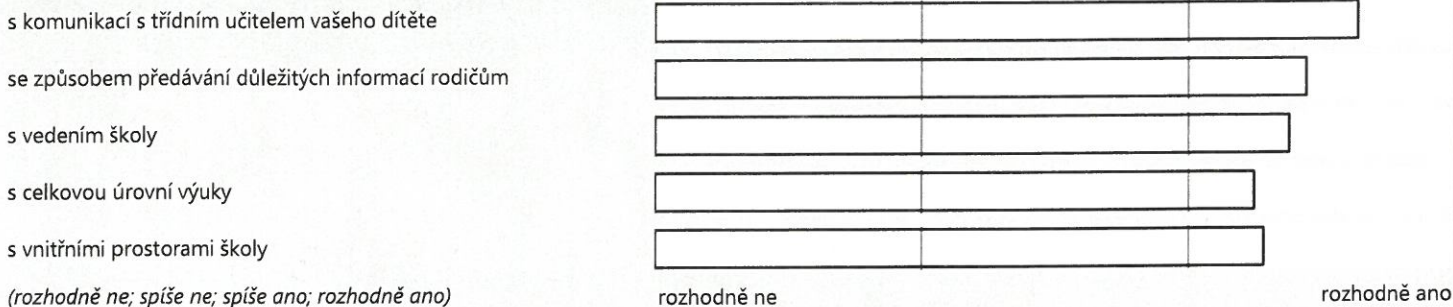 s komunikací s třídním učitelem vašeho dítěte
se způsobem předávání důležitých informací rodičům
s vedením školy
s celkovou úrovní výuky
s vnitřními prostorami školy
(rozhodně ne; spíše ne; spíše ano; rozhodně ano) rozhodně ne rozhodně ano